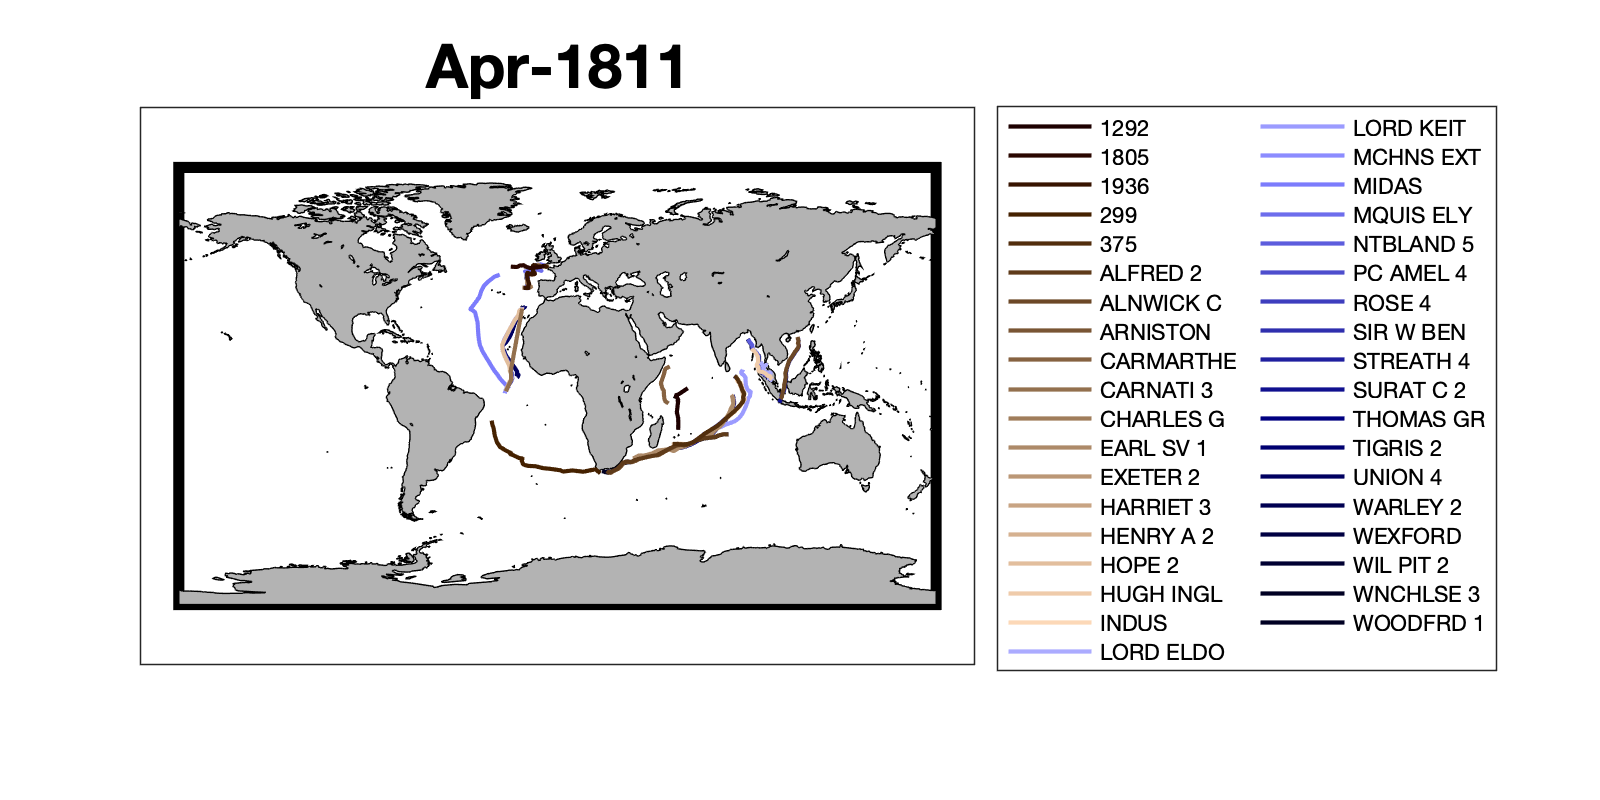 Apr-1811
1292
1805
1936
299
375
ALFRED 2
ALNWICK C
ARNISTON
CARMARTHE
CARNATI 3
CHARLES G
EARL SV 1
EXETER 2
HARRIET 3
HENRY A 2
HOPE 2
HUGH INGL
INDUS
LORD ELDO
LORD KEIT
MCHNS EXT
MIDAS
MQUIS ELY
NTBLAND 5
PC AMEL 4
ROSE 4
SIR W BEN
STREATH 4
SURAT C 2
THOMAS GR
TIGRIS 2
UNION 4
WARLEY 2
WEXFORD
WIL PIT 2
WNCHLSE 3
WOODFRD 1